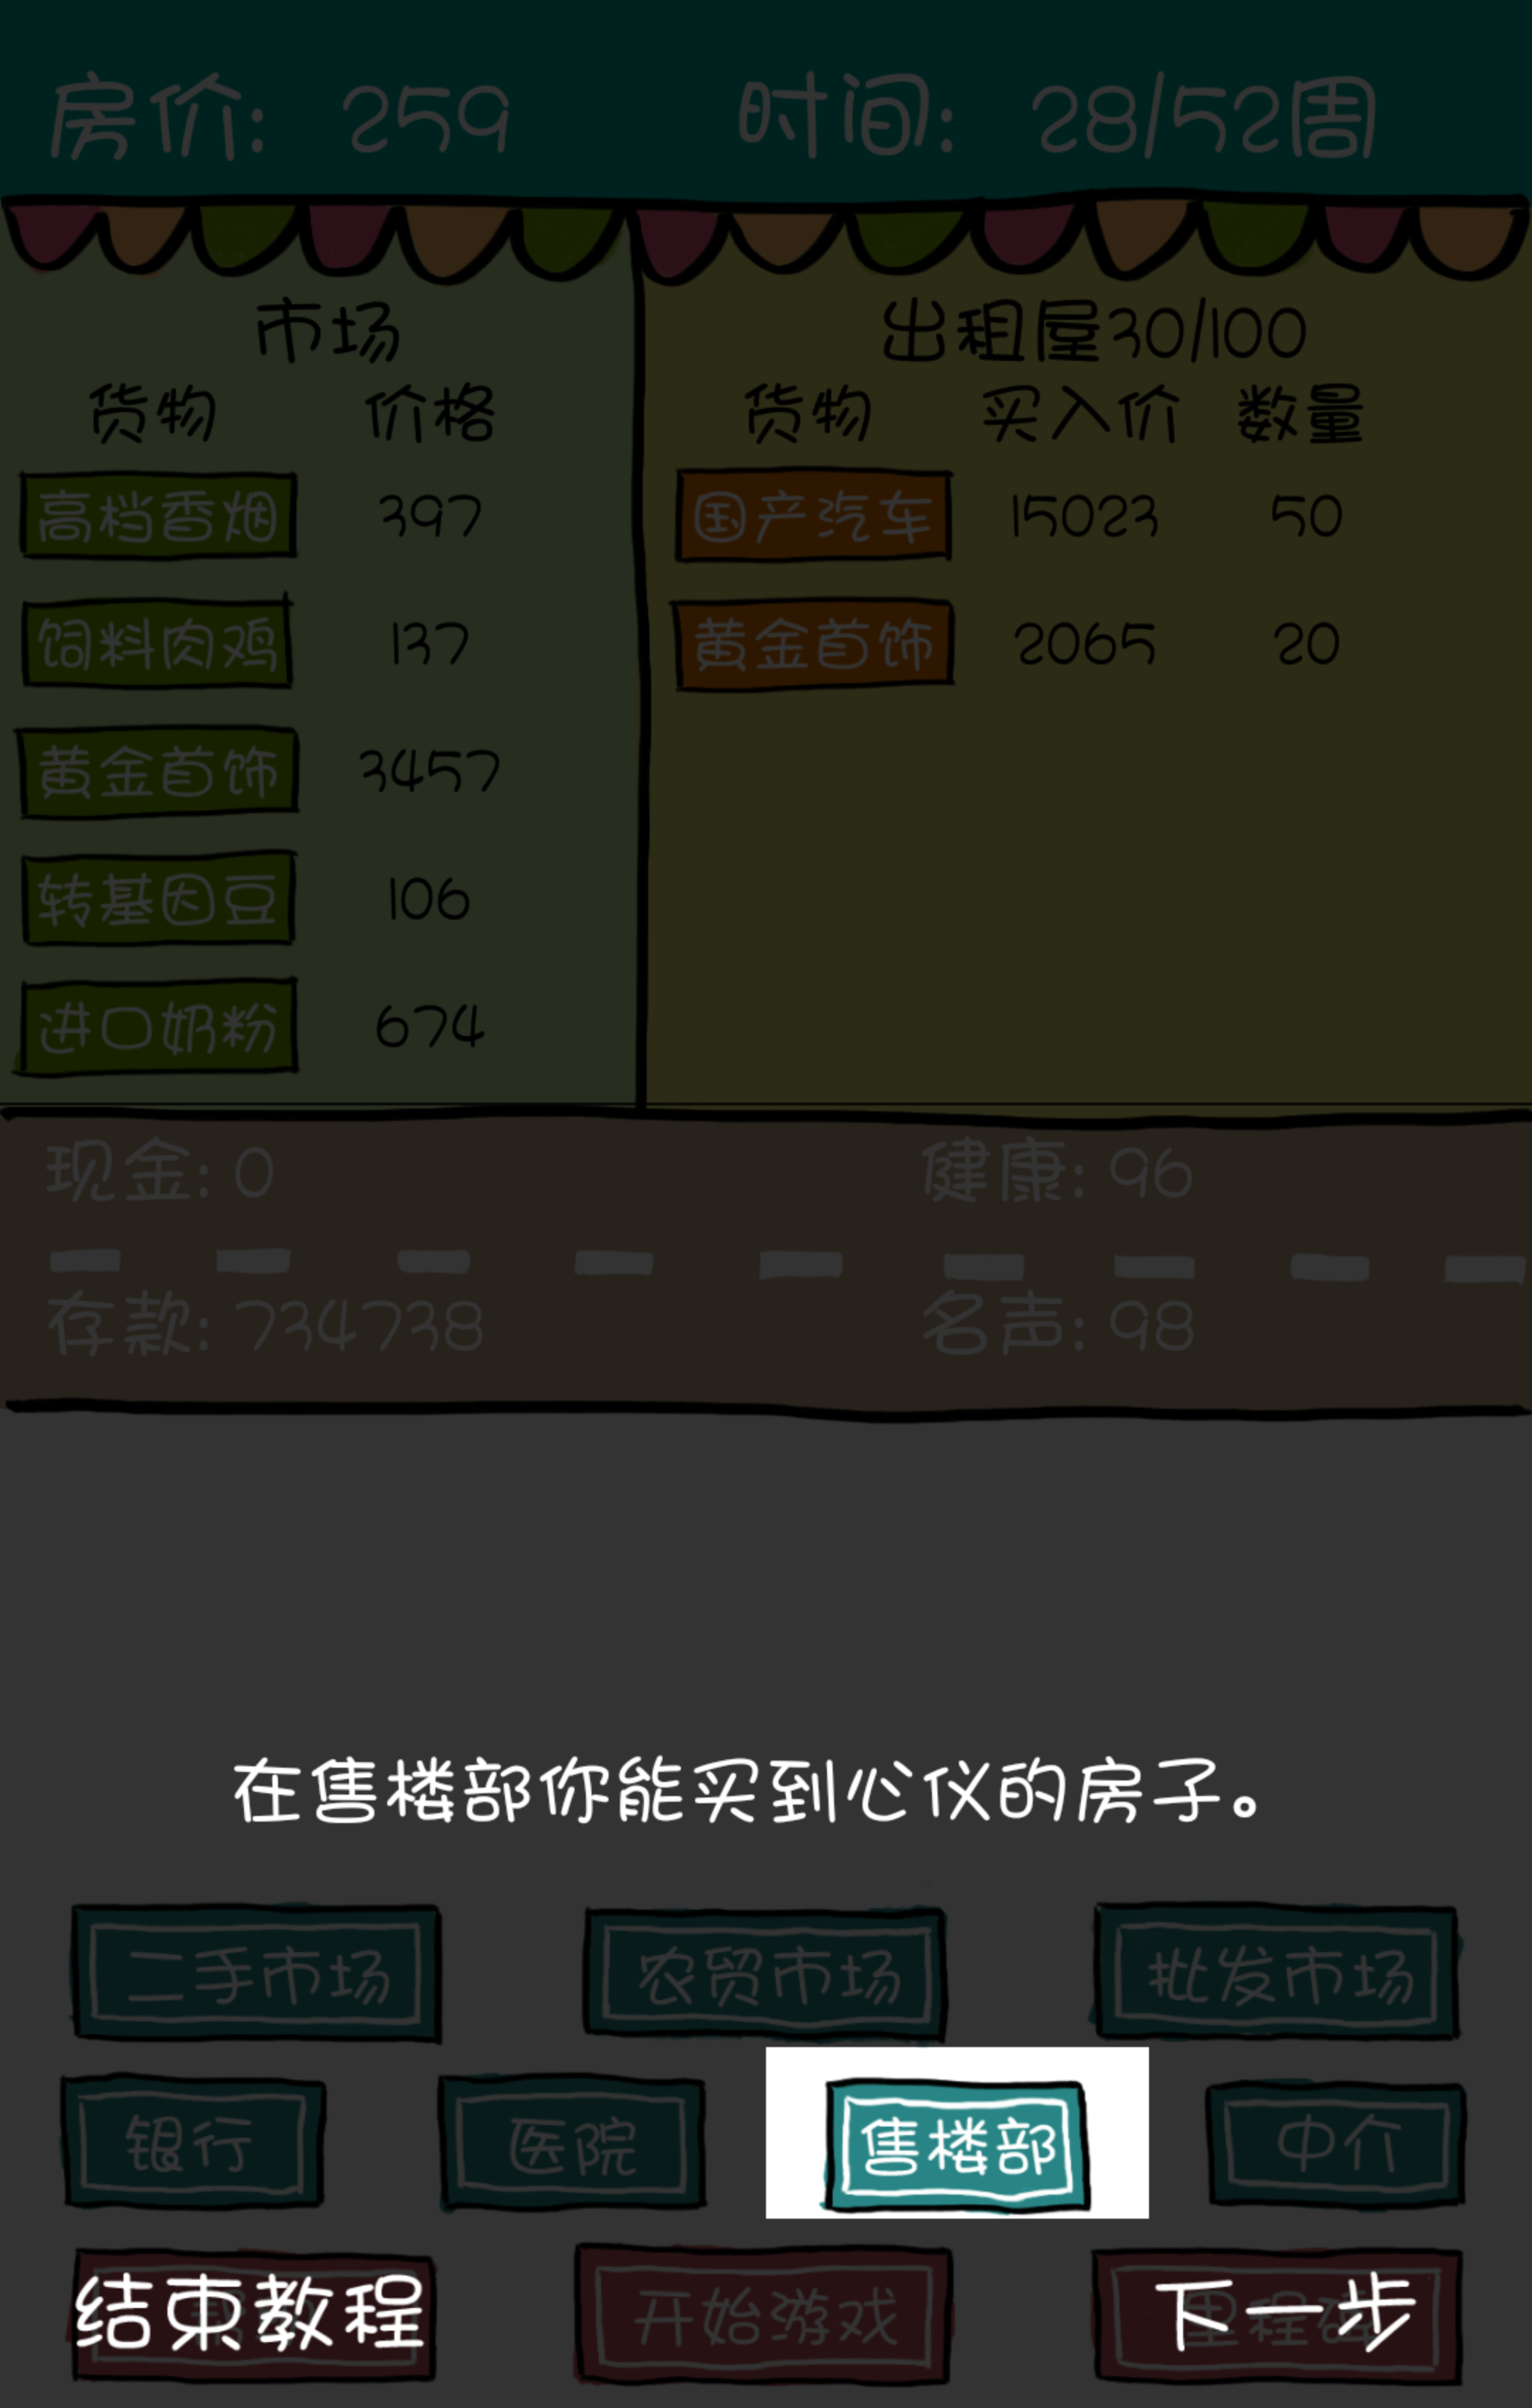 房价: 259 时间: 28/52周
市场 出租屋30/100
货物 价格 货物 买入价 数量
高档香烟 397 国产汽车 15023 50
饲料肉鸡 137 黄金首饰 2065 20
黄金首饰 3457
转基因豆 106
进口奶粉 674
现金: 0 健康: 96
存款: 734738 名声: 98
在售楼部你能买到心仪的房子。
二手市场 农贸市场 批发市场
银行 医院 售楼部 中介
结束教程 开始游戏 下一步